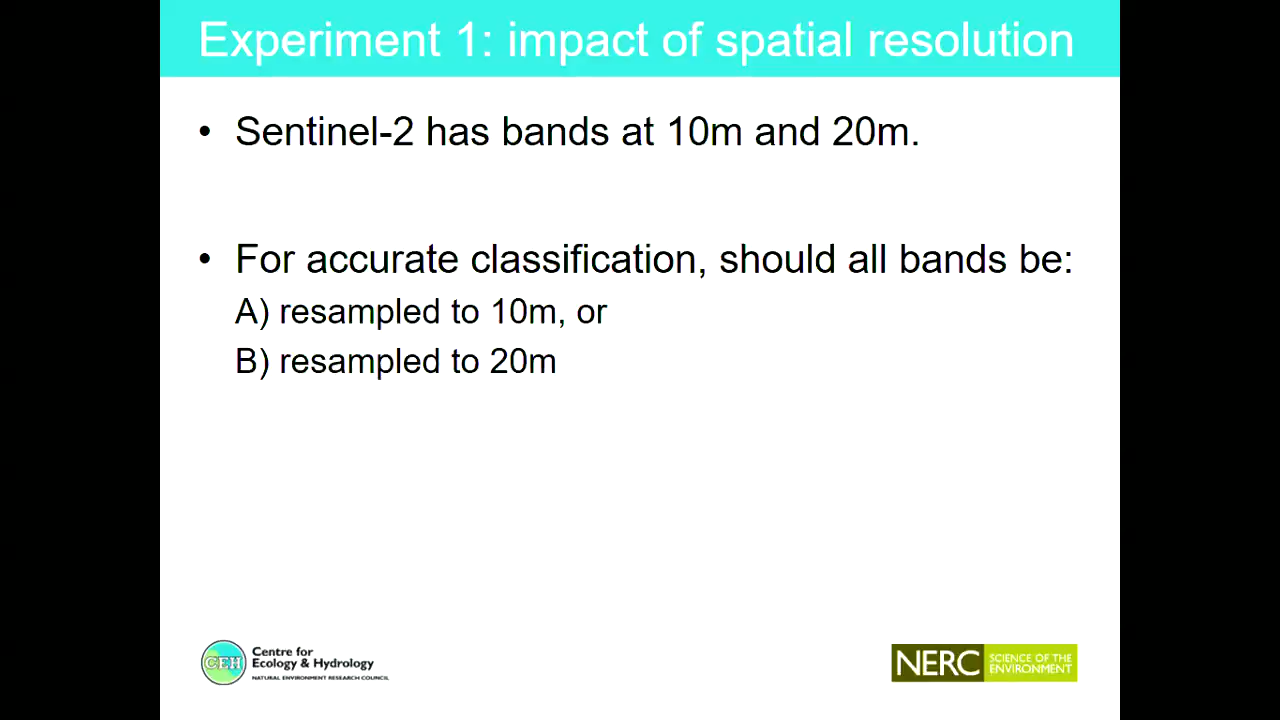 Experiment 1: impact of spatial resolution
• Sentinel-2 has bands at 10m and 20m.
• For accurate classification, should all bands be:
A) resampled to 10m, or
B) resampled to 20m
CEH
Centre for
Ecology & Hydrology
NATURAL ENVIRONMENT RESEARCH COUNCIL
NERC
SCIENCE OF THE
ENVIRONMENT